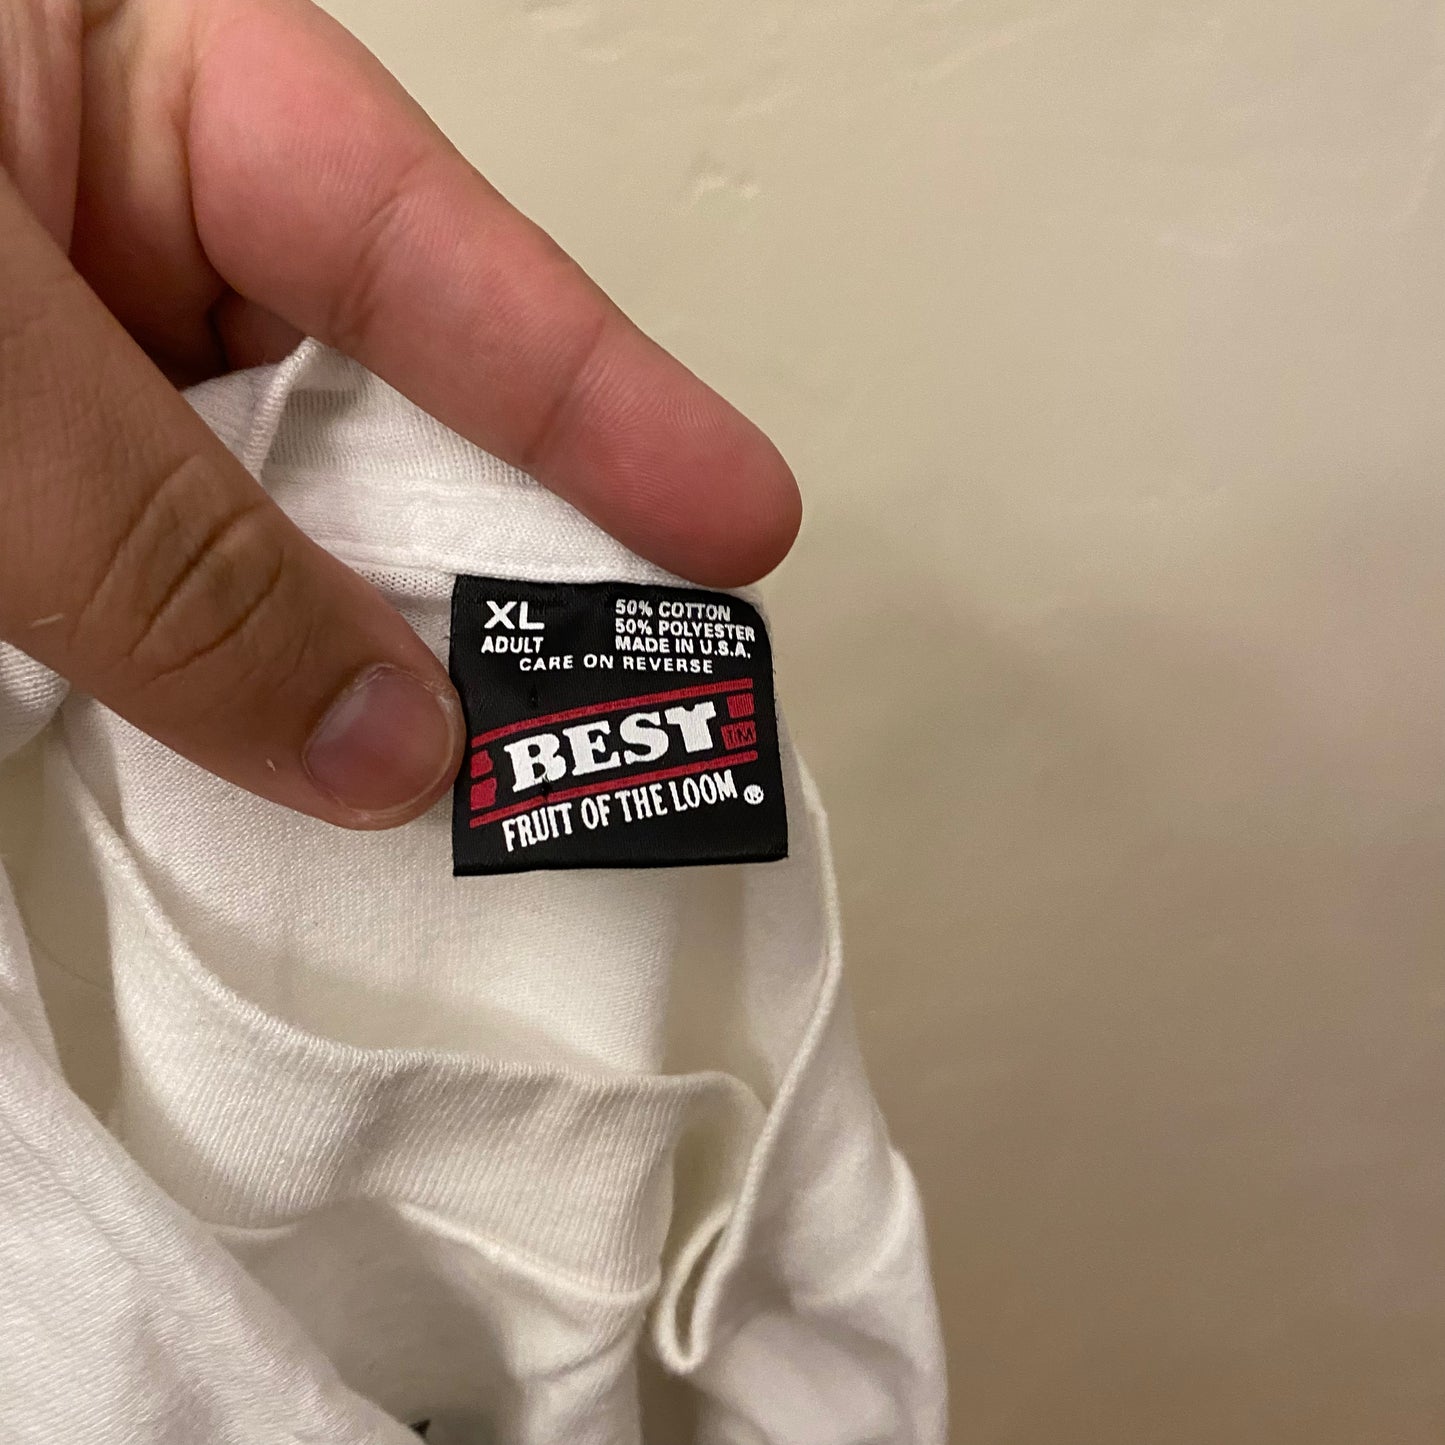 XL
ADULT
50% COTTON
50% POLYESTER
MADE IN U.S.A.
CARE ON REVERSE
BEST
TM
FRUIT OF THE LOOM ®